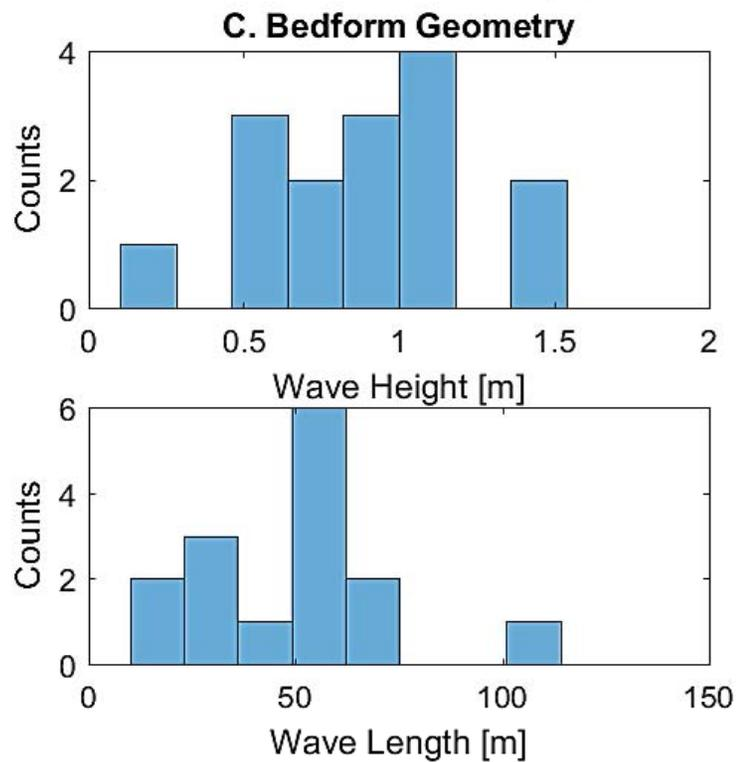 C. Bedform Geometry
4
2
0
Counts
0 0.5 1 1.5 2
Wave Height [m]
6
4
2
0
Counts
0 50 100 150
Wave Length [m]